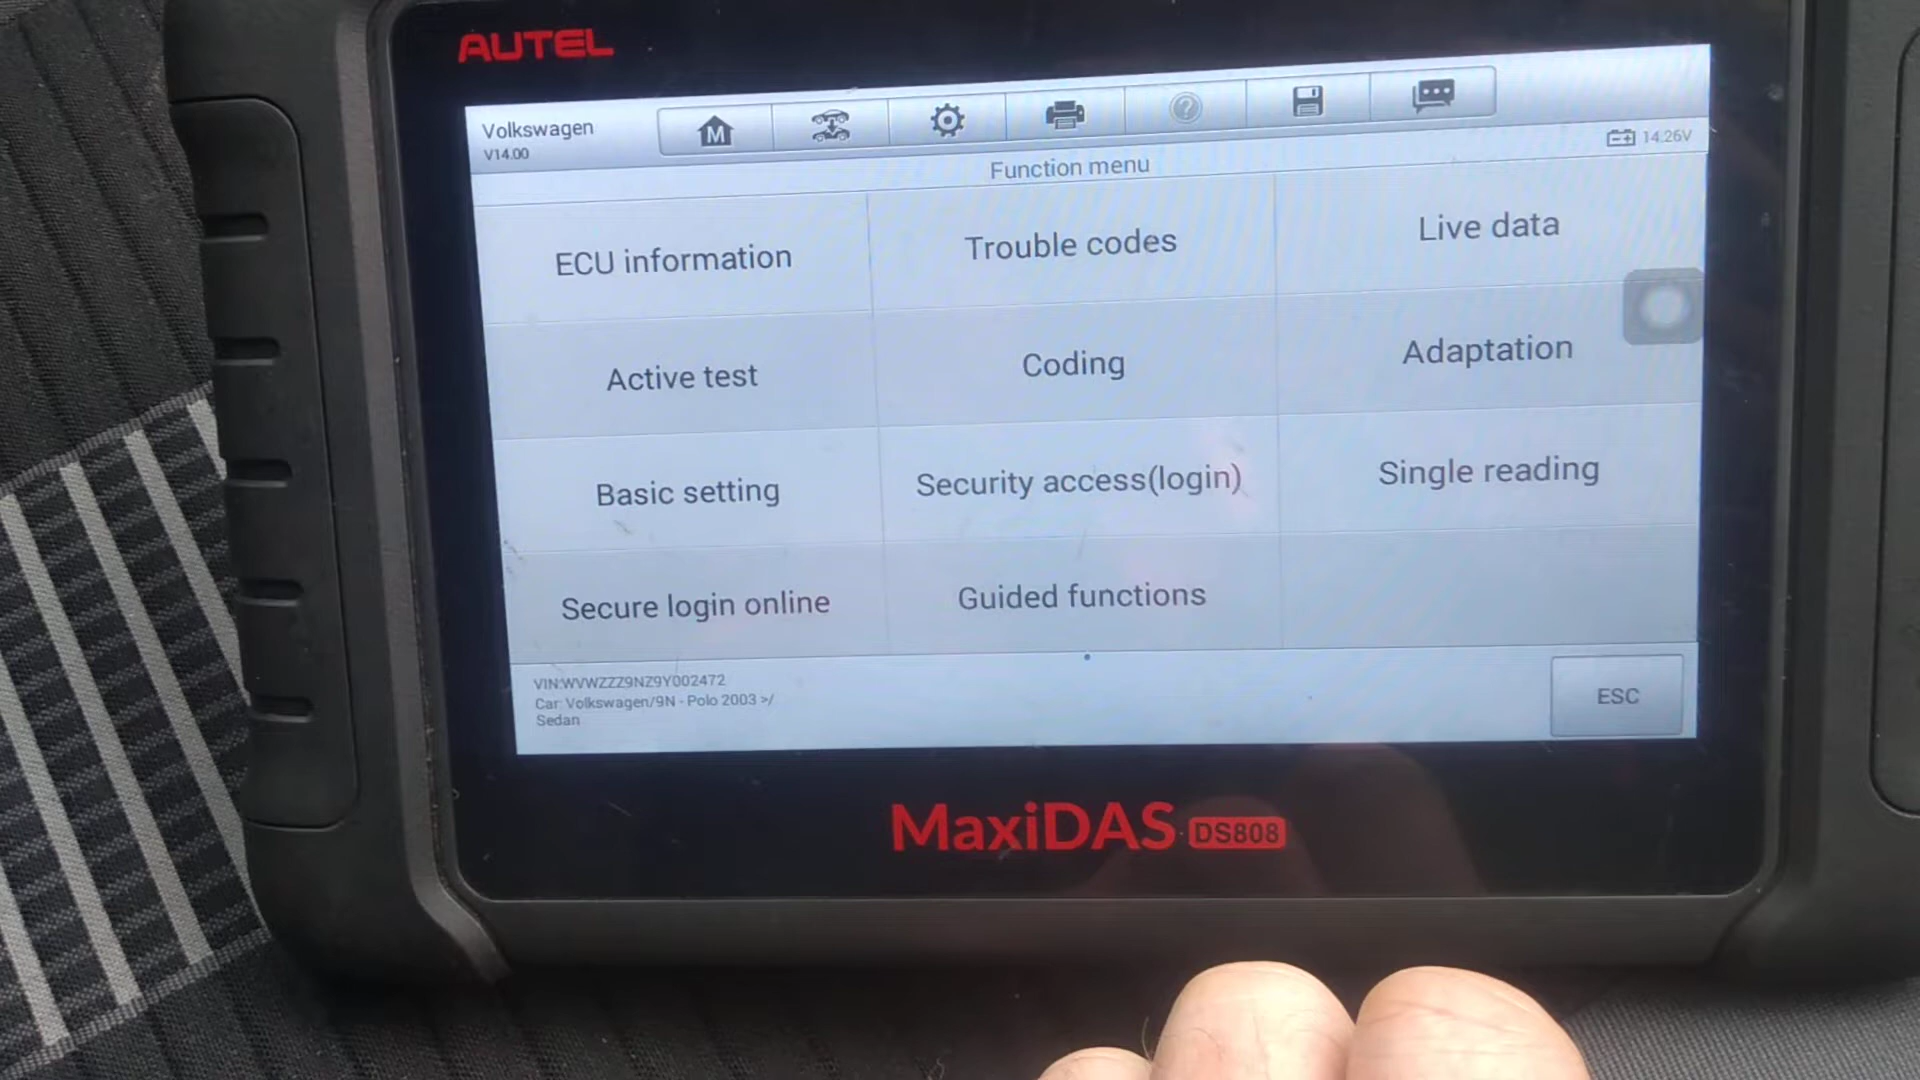 AUTEL
Volkswagen
V14.00
M
14.26V
Function menu
ECU information
Trouble codes
Live data
Active test
Coding
Adaptation
Basic setting
Security access(login)
Single reading
Secure login online
Guided functions
VIN:WVWZZZ9NZ9Y002472
Car: Volkswagen/9N - Polo 2003 >/
Sedan
ESC
MaxiDAS DS808